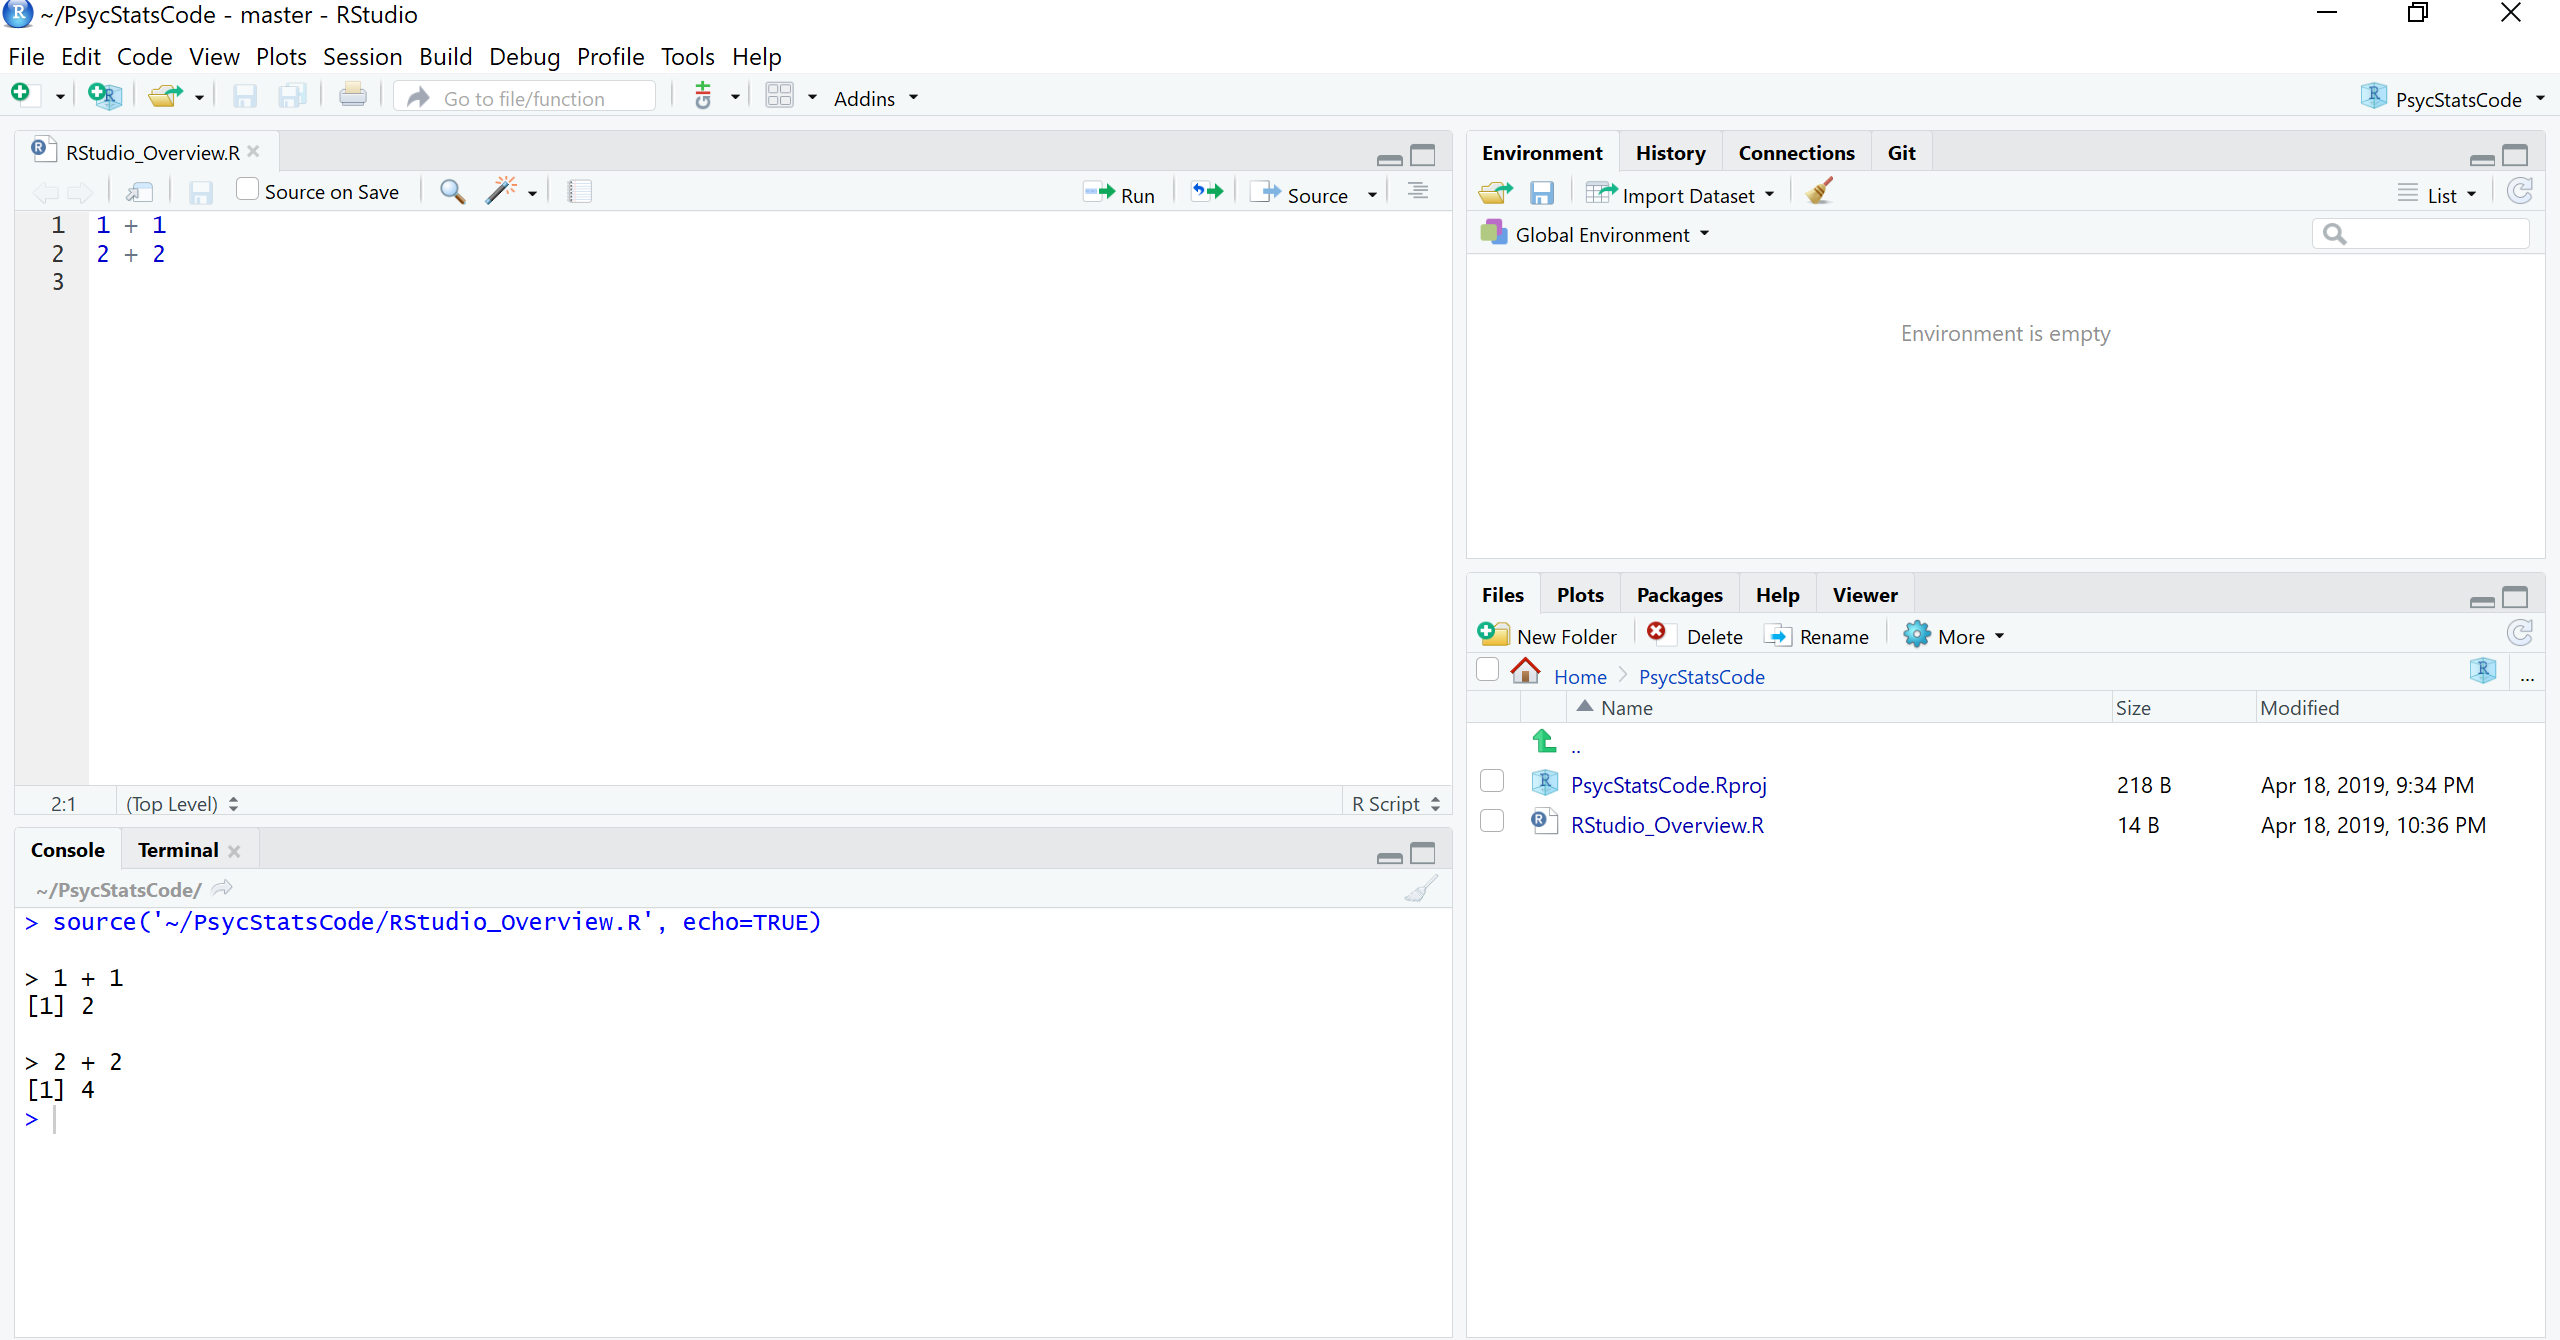 ~/PsycStatsCode - master - RStudio
File Edit Code View Plots Session Build Debug Profile Tools Help
Go to file/function Addins PsycStatsCode
RStudio_Overview.R
Source on Save Run Source
1 1 + 1
2 2 + 2
3
2:1 (Top Level) R Script
Console Terminal
~/PsycStatsCode/
> source('~/PsycStatsCode/RStudio_Overview.R', echo=TRUE)
> 1 + 1
[1] 2
> 2 + 2
[1] 4
>
Environment History Connections Git
Import Dataset List
Global Environment
Environment is empty
Files Plots Packages Help Viewer
New Folder Delete Rename More
Home PsycStatsCode ...
Name Size Modified
..
PsycStatsCode.Rproj 218 B Apr 18, 2019, 9:34 PM
RStudio_Overview.R 14 B Apr 18, 2019, 10:36 PM